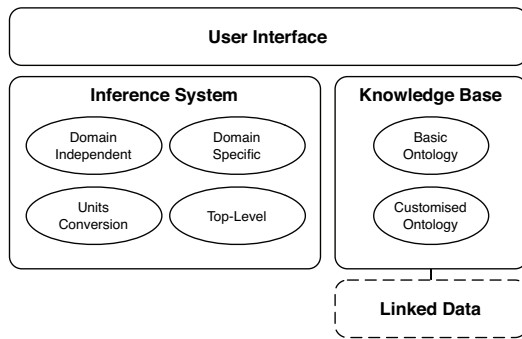 User Interface
Inference System
Domain
Independent
Domain
Specific
Units
Conversion
Top-Level
Knowledge Base
Basic
Ontology
Customised
Ontology
Linked Data